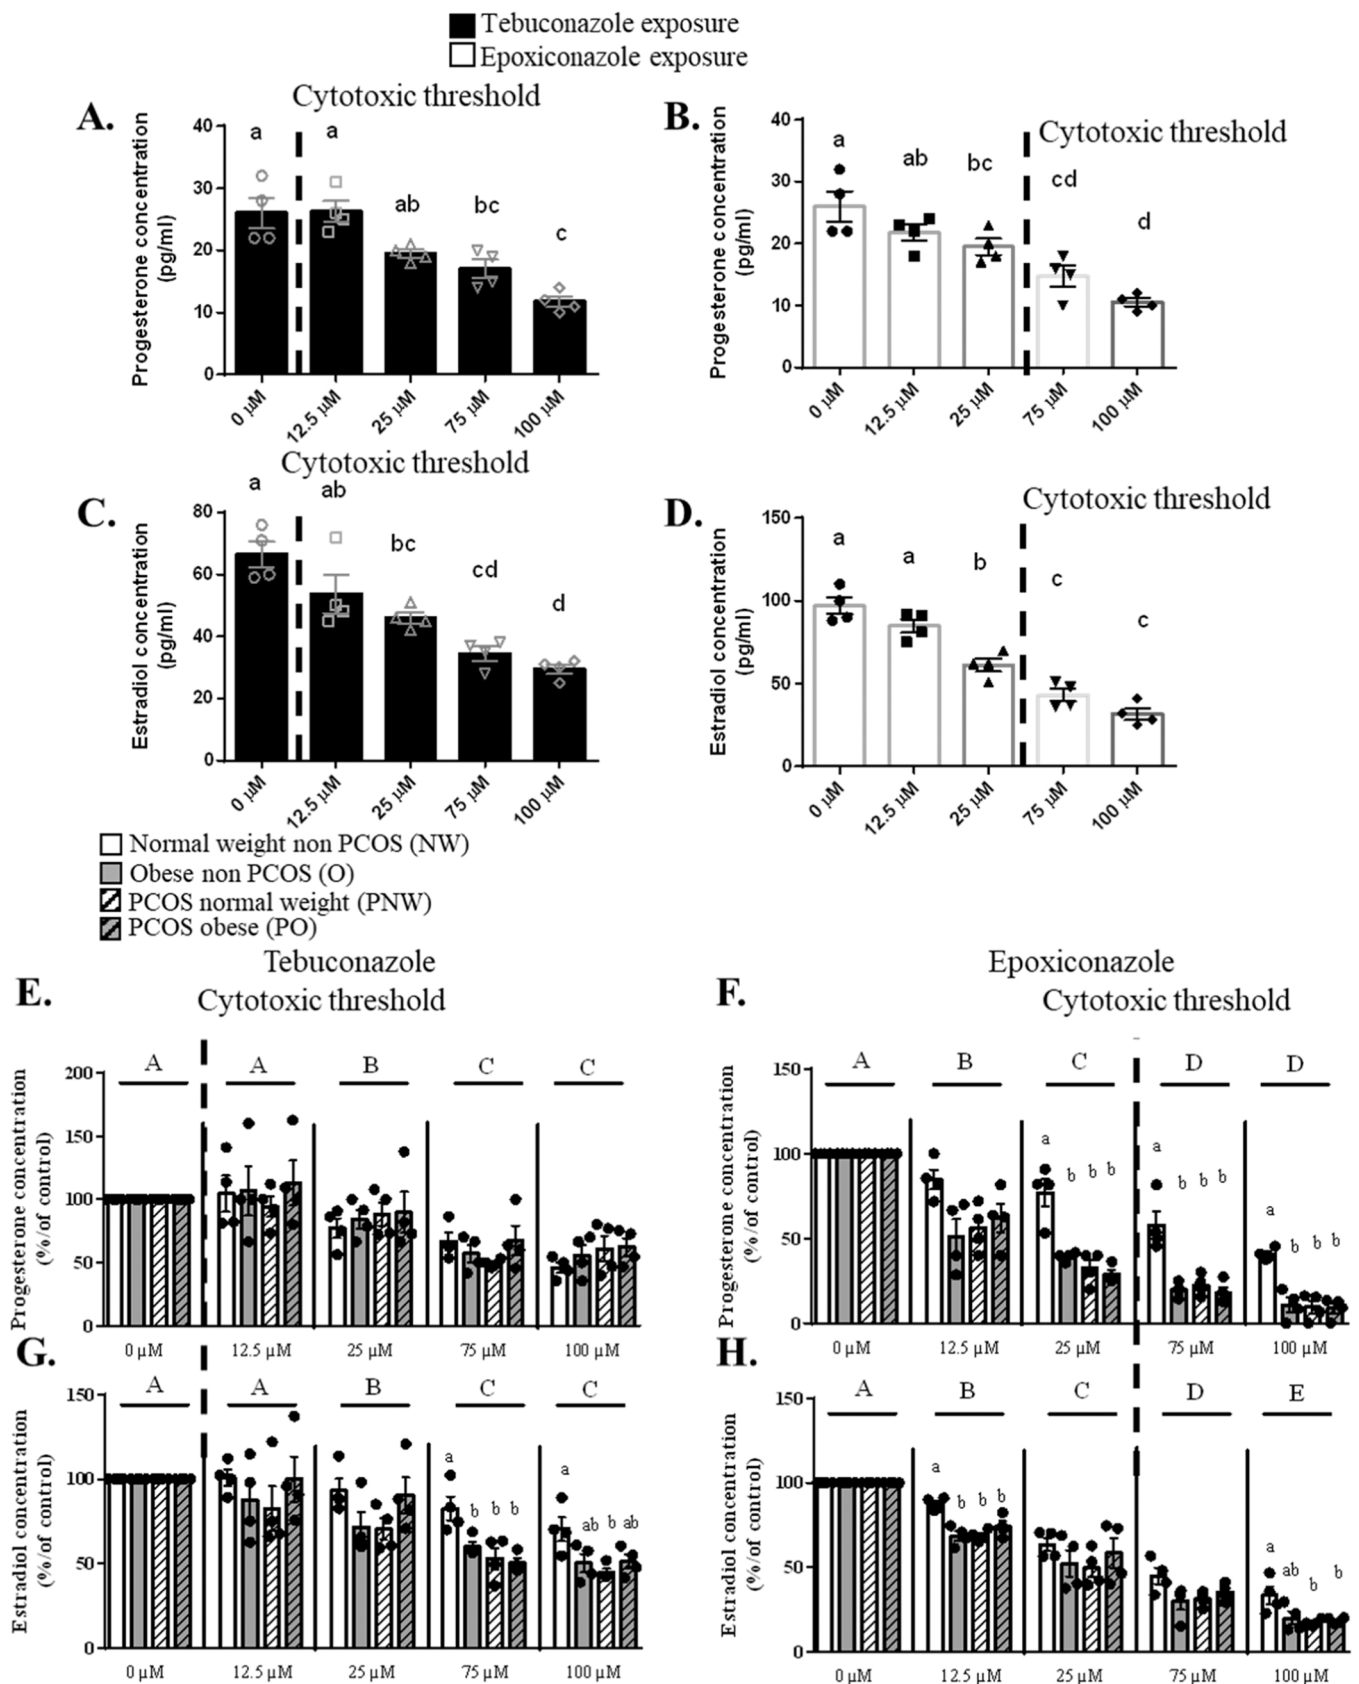 Tebuconazole exposure
Epoxiconazole exposure
A.
Cytotoxic threshold
Progesterone concentration
(pg/ml)
40
30
20
10
0
a
a
ab
bc
c
0 µM
12.5 µM
25 µM
75 µM
100 µM
B.
Cytotoxic threshold
Progesterone concentration
(pg/ml)
40
30
20
10
0
a
ab
bc
cd
d
0 µM
12.5 µM
25 µM
75 µM
100 µM
C.
Cytotoxic threshold
Estradiol concentration
(pg/ml)
80
60
40
20
0
a
ab
bc
cd
d
0 µM
12.5 µM
25 µM
75 µM
100 µM
D.
Cytotoxic threshold
Estradiol concentration
(pg/ml)
150
100
50
0
a
a
b
c
c
0 µM
12.5 µM
25 µM
75 µM
100 µM
Normal weight non PCOS (NW)
Obese non PCOS (O)
PCOS normal weight (PNW)
PCOS obese (PO)
Tebuconazole
E.
Cytotoxic threshold
Progesterone concentration
(%/of control)
200
150
100
50
0
A
A
B
C
C
0 µM
12.5 µM
25 µM
75 µM
100 µM
Epoxiconazole
F.
Cytotoxic threshold
Progesterone concentration
(%/of control)
150
100
50
0
A
B
C
D
D
a
b b b
a
b b b
a
b b b
0 µM
12.5 µM
25 µM
75 µM
100 µM
G.
Estradiol concentration
(%/of control)
150
100
50
0
A
A
B
C
C
a
b b b
a
ab b ab
0 µM
12.5 µM
25 µM
75 µM
100 µM
H.
Estradiol concentration
(%/of control)
150
100
50
0
A
B
C
D
E
a
b b b
a
ab
b
b
0 µM
12.5 µM
25 µM
75 µM
100 µM